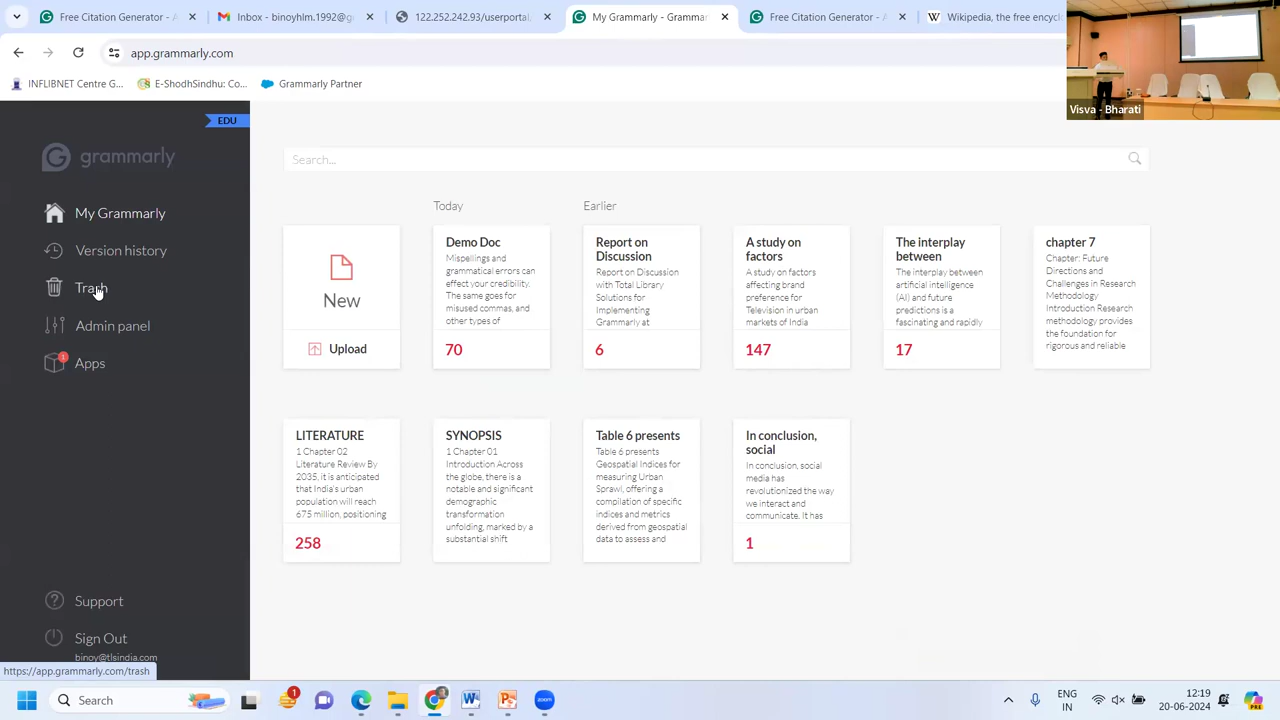 Free Citation Generator - A
Inbox - binoyhlm.1992@g
122.252.242.93/userportal
My Grammarly - Grammar
Free Citation Generator - A
Wikipedia, the free encycl
app.grammarly.com
INFLIBNET Centre G...
E-ShodhSindhu: Co...
Grammarly Partner
Visva - Bharati
EDU
grammarly
My Grammarly
Version history
Trash
Admin panel
Apps
1
Support
Sign Out
binoy@tlsindia.com
https://app.grammarly.com/trash
Search...
Today
Earlier
New
Upload
Demo Doc
Mispellings and
grammatical errors can
effect your credibility.
The same goes for
misused commas, and
other types of
70
Report on
Discussion
Report on Discussion
with Total Library
Solutions for
Implementing
Grammarly at
6
A study on
factors
A study on factors
affecting brand
preference for
Television in urban
markets of India
147
The interplay
between
The interplay between
artificial intelligence
(AI) and future
predictions is a
fascinating and rapidly
17
chapter 7
Chapter: Future
Directions and
Challenges in Research
Methodology
Introduction Research
methodology provides
the foundation for
rigorous and reliable
LITERATURE
1 Chapter 02
Literature Review By
2035, it is anticipated
that India's urban
population will reach
675 million, positioning
258
SYNOPSIS
1 Chapter 01
Introduction Across
the globe, there is a
notable and significant
demographic
transformation
unfolding, marked by a
substantial shift
Table 6 presents
Table 6 presents
Geospatial Indices for
measuring Urban
Sprawl, offering a
compilation of specific
indices and metrics
derived from geospatial
data to assess and
In conclusion,
social
In conclusion, social
media has
revolutionized the way
we interact and
communicate. It has
1
Search
1
ENG
IN
12:19
20-06-2024
PRE